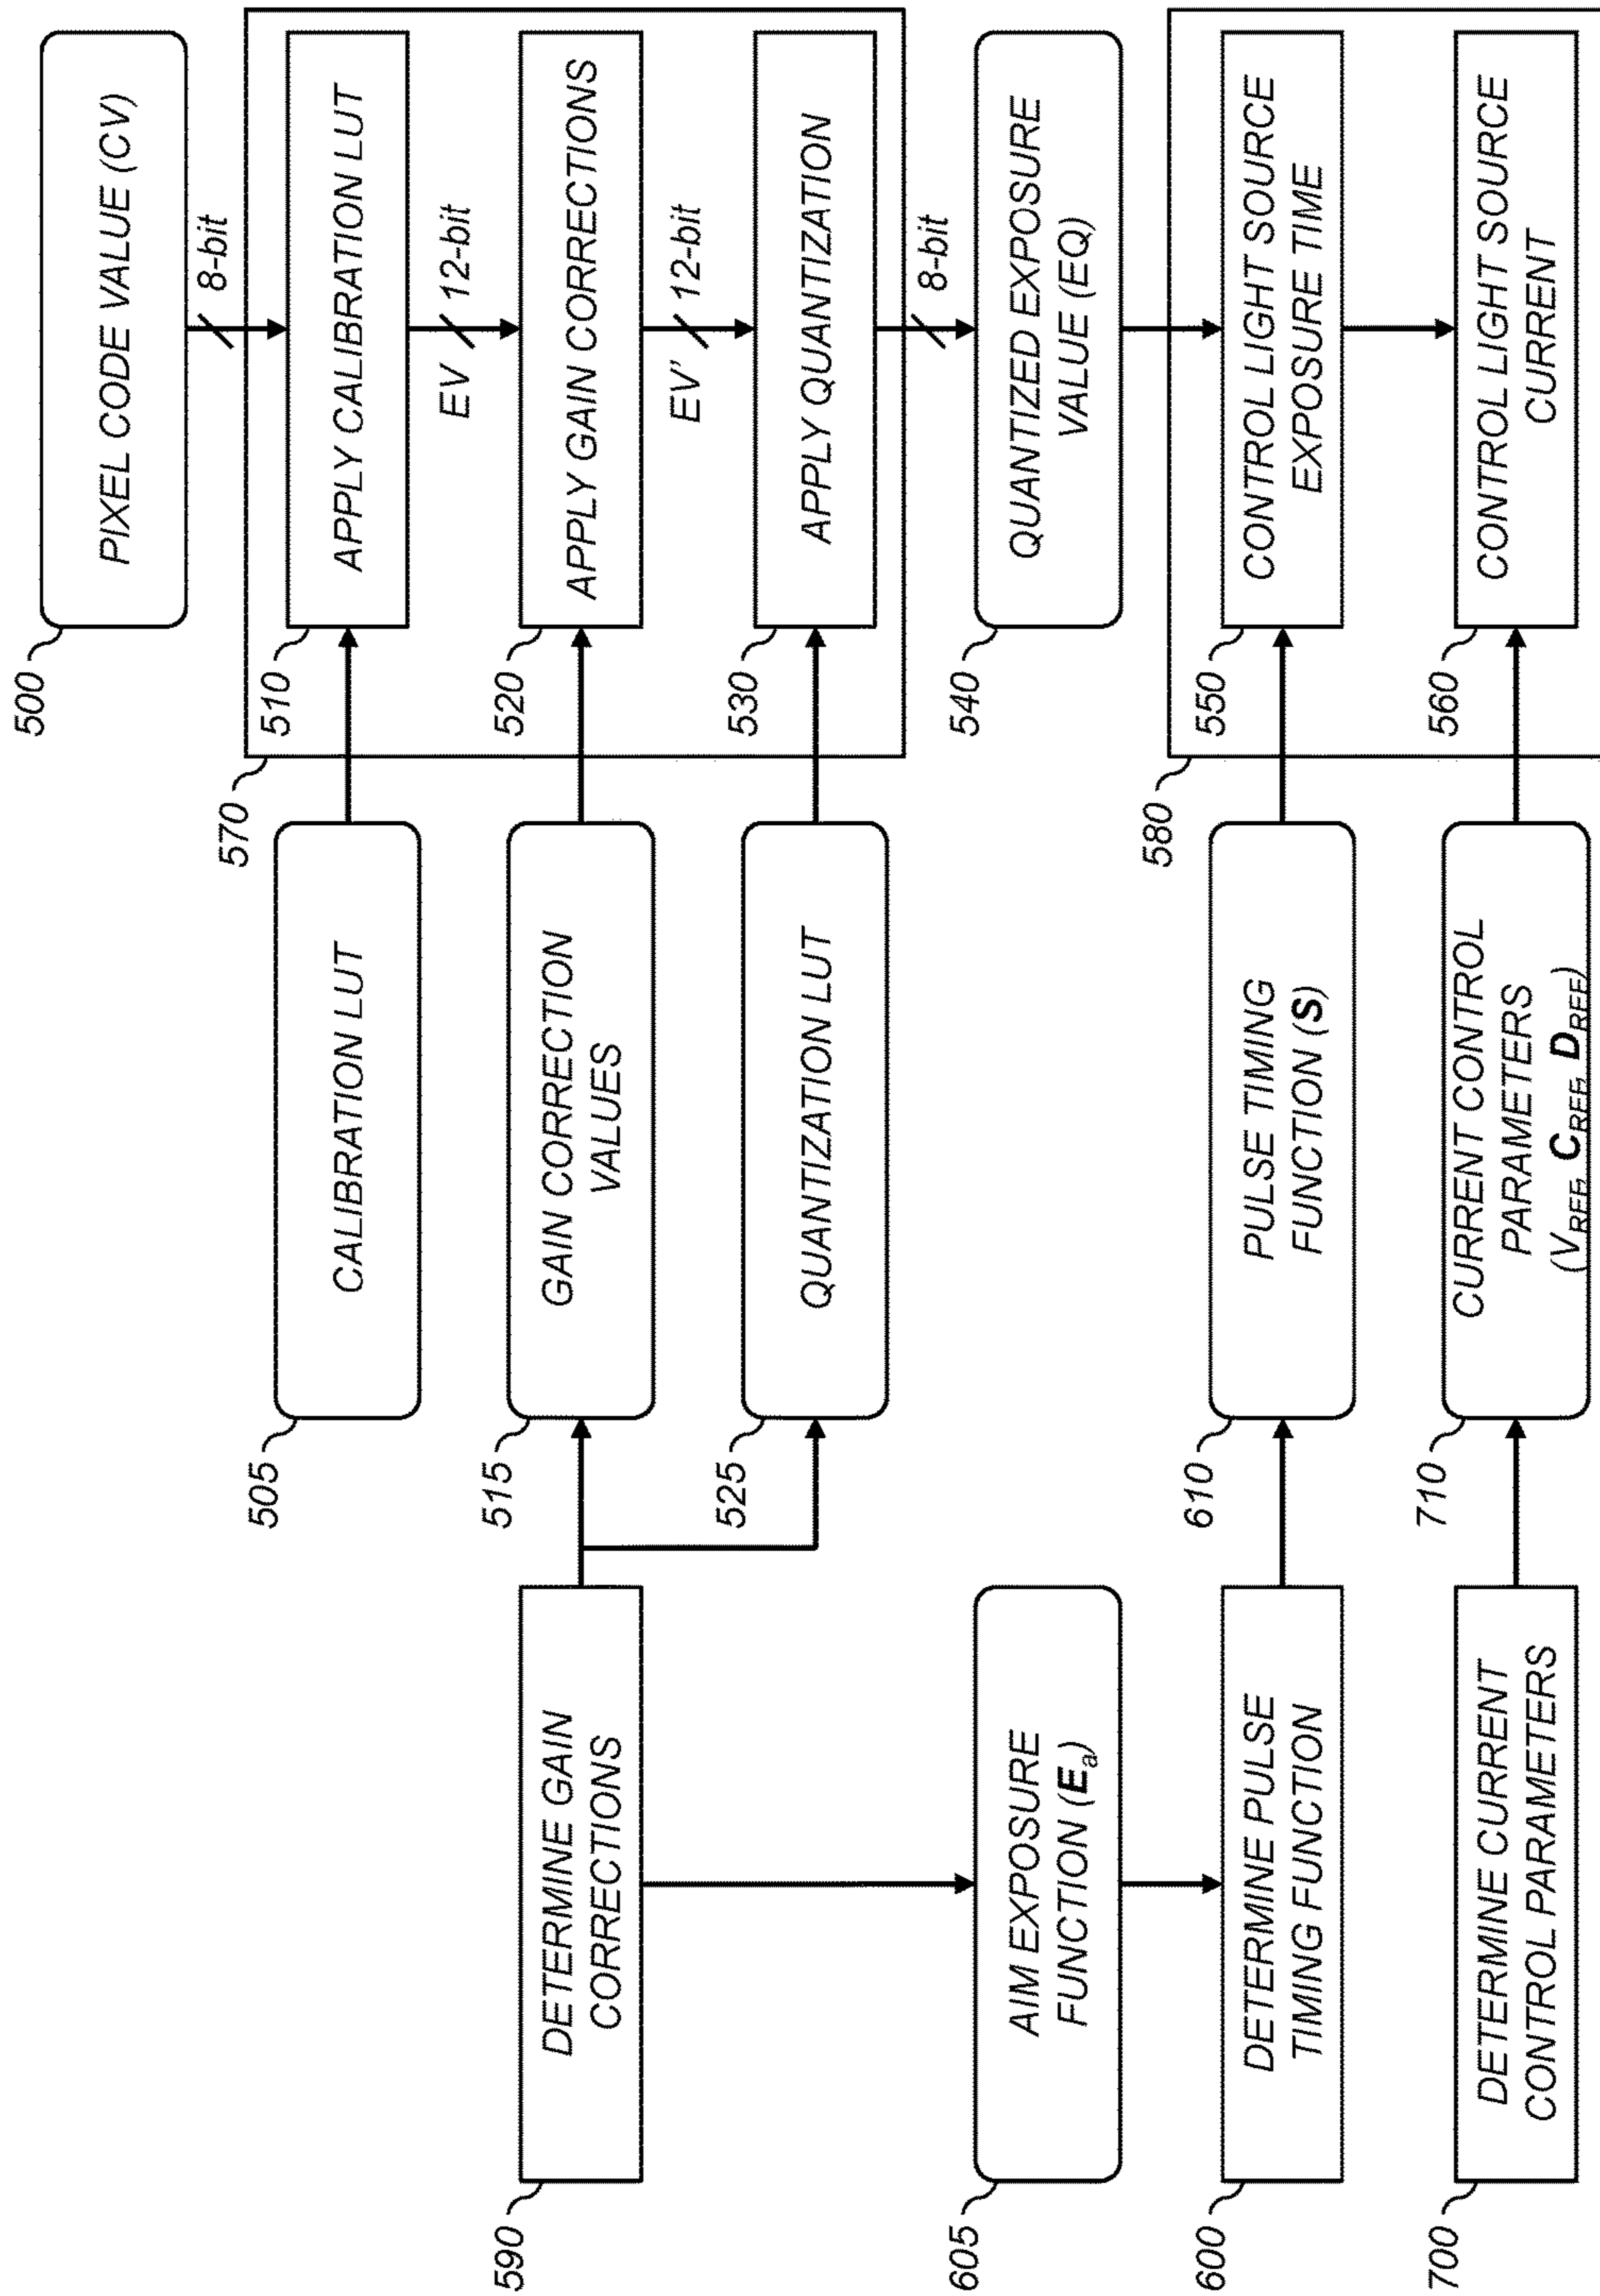 500
PIXEL CODE VALUE (CV)
8-bit
570
505
CALIBRATION LUT
510
APPLY CALIBRATION LUT
EV 12-bit
590
DETERMINE GAIN
CORRECTIONS
515
GAIN CORRECTION
VALUES
520
APPLY GAIN CORRECTIONS
EV' 12-bit
525
QUANTIZATION LUT
530
APPLY QUANTIZATION
8-bit
605
AIM EXPOSURE
FUNCTION (Ea)
540
QUANTIZED EXPOSURE
VALUE (EQ)
580
600
DETERMINE PULSE
TIMING FUNCTION
610
PULSE TIMING
FUNCTION (S)
550
CONTROL LIGHT SOURCE
EXPOSURE TIME
700
DETERMINE CURRENT
CONTROL PARAMETERS
710
CURRENT CONTROL
PARAMETERS
(VREF, CREF, DREF)
560
CONTROL LIGHT SOURCE
CURRENT